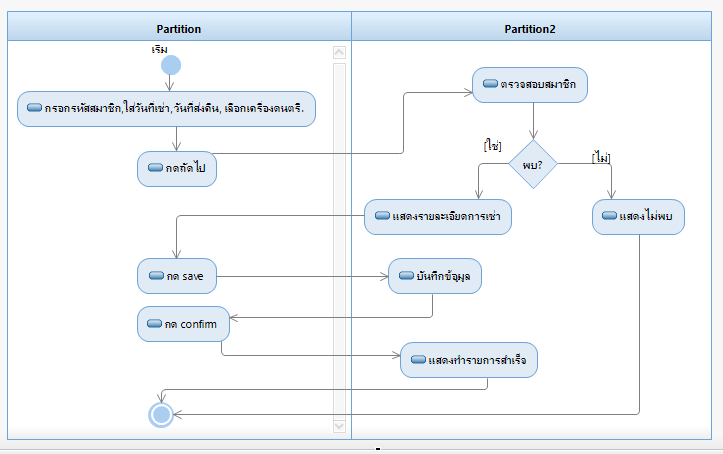 Partition
Partition2
เริ่ม
กรอกรหัสสมาชิก,ใส่วันที่เช่า,วันที่ส่งคืน, เลือกเครื่องดนตรี.
ตรวจสอบสมาชิก
กดถัดไป
[ใช่]
พบ?
[ไม่]
แสดงรายละเอียดการเช่า
แสดงไม่พบ
กด save
บันทึกข้อมูล
กด confirm
แสดงทำรายการสำเร็จ